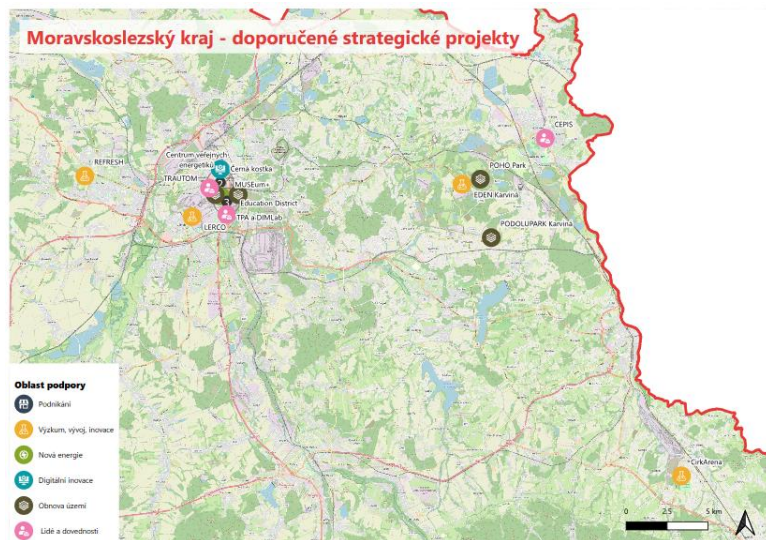 Moravskoslezský kraj - doporučené strategické projekty
CEPIS
Centrum veřejných
energetiků
Černá kostka
REFRESH
TRAUTOM
MUSEum+
POHO Park
EDEN Karviná
Education District
3
TPA a DIMLab
LERCO
PODOLUPARK Karviná
Oblast podpory
Podnikání
Výzkum, vývoj, inovace
Nová energie
Digitální inovace
Obnova území
Lidé a dovednosti
CirkArena
0 2.5 5 km